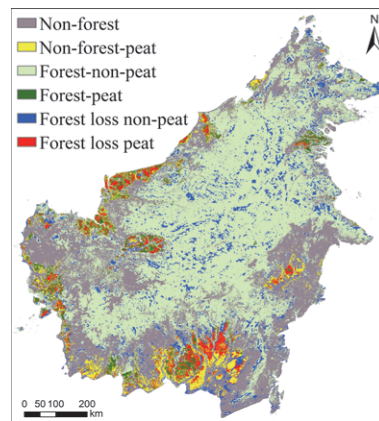 N
Non-forest
Non-forest-peat
Forest-non-peat
Forest-peat
Forest loss non-peat
Forest loss peat
0 50 100 200
km